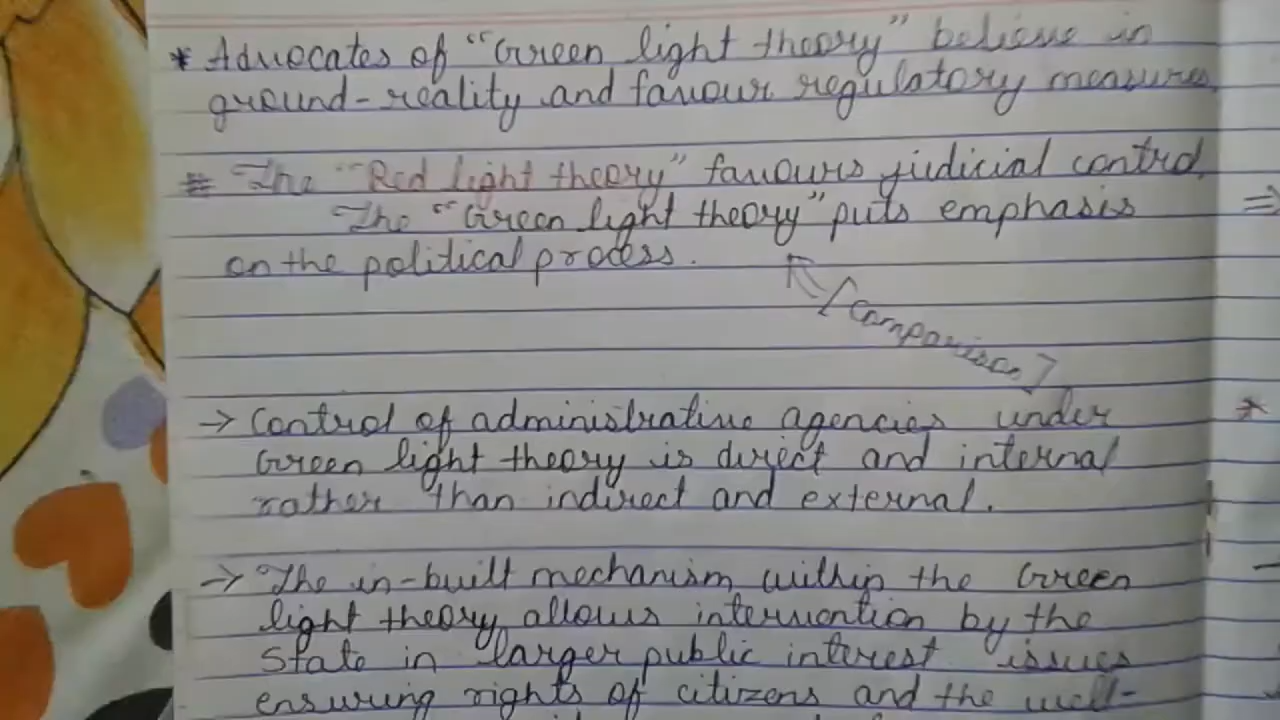 * Advocates of "Green light theory" believe in
ground-reality and favour regulatory measures
# The "Red light theory" favours judicial control.
The "Green light theory" puts emphasis
on the political process.
[Comparison]
→ Control of administrative agencies under
Green light theory is direct and internal
rather than indirect and external.
→ The in-built mechanism within the Green
light theory allows intervention by the
State in larger public interest issues
ensuring rights of citizens and the well-